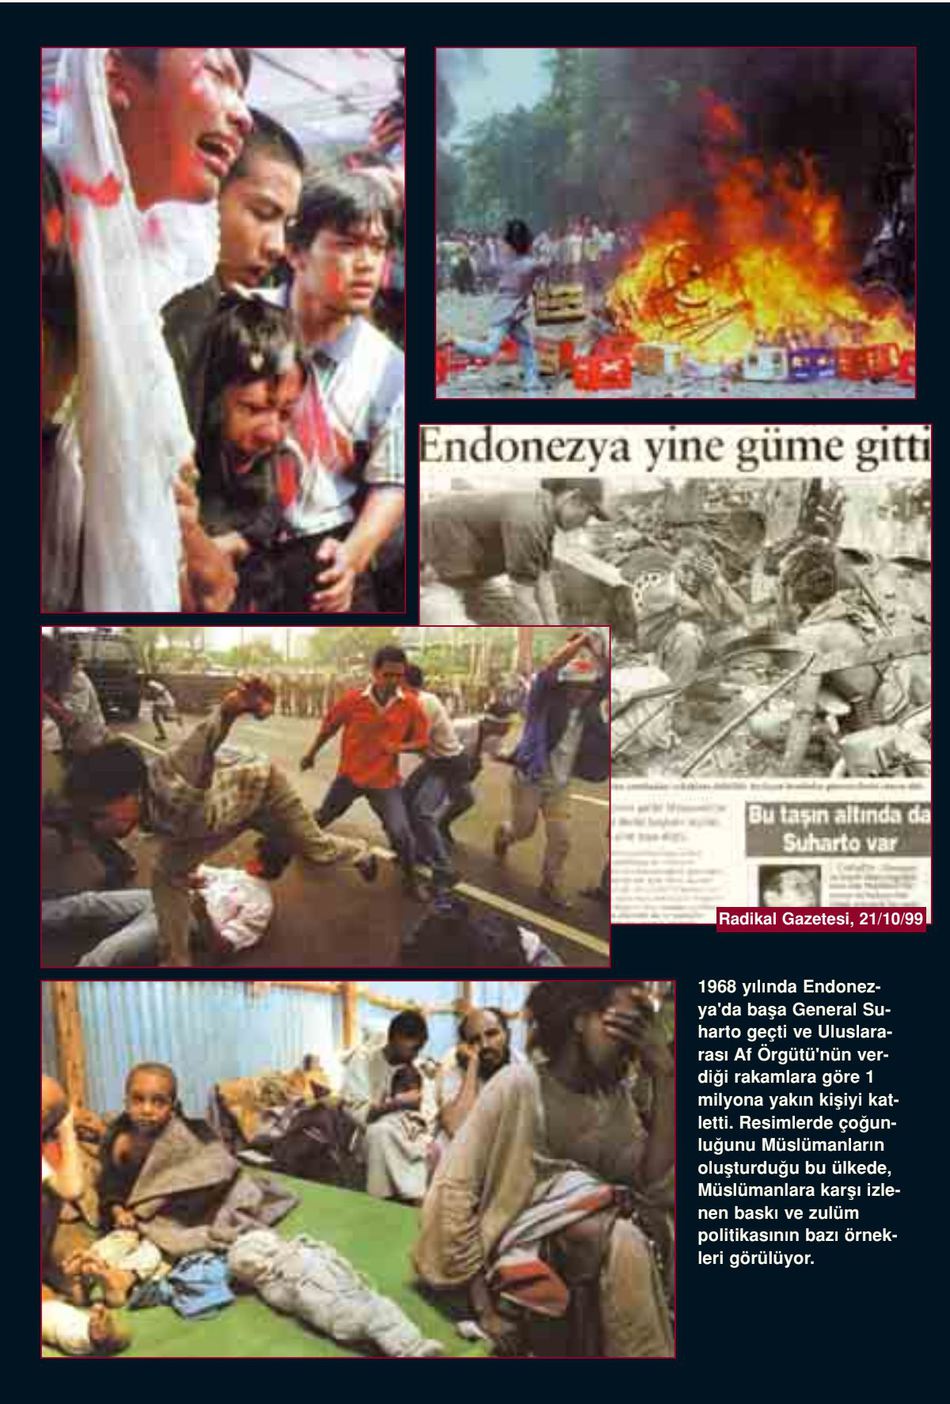 Endonezya yine güme gitti
Bu taşın altında da
Suharto var
Radikal Gazetesi, 21/10/99
1968 yılında Endonez-
ya'da başa General Su-
harto geçti ve Uluslara-
rası Af Örgütü'nün ver-
diği rakamlara göre 1
milyona yakın kişiyi kat-
letti. Resimlerde çoğun-
luğunu Müslümanların
oluşturduğu bu ülkede,
Müslümanlara karşı izle-
nen baskı ve zulüm
politikasının bazı örnek-
leri görülüyor.